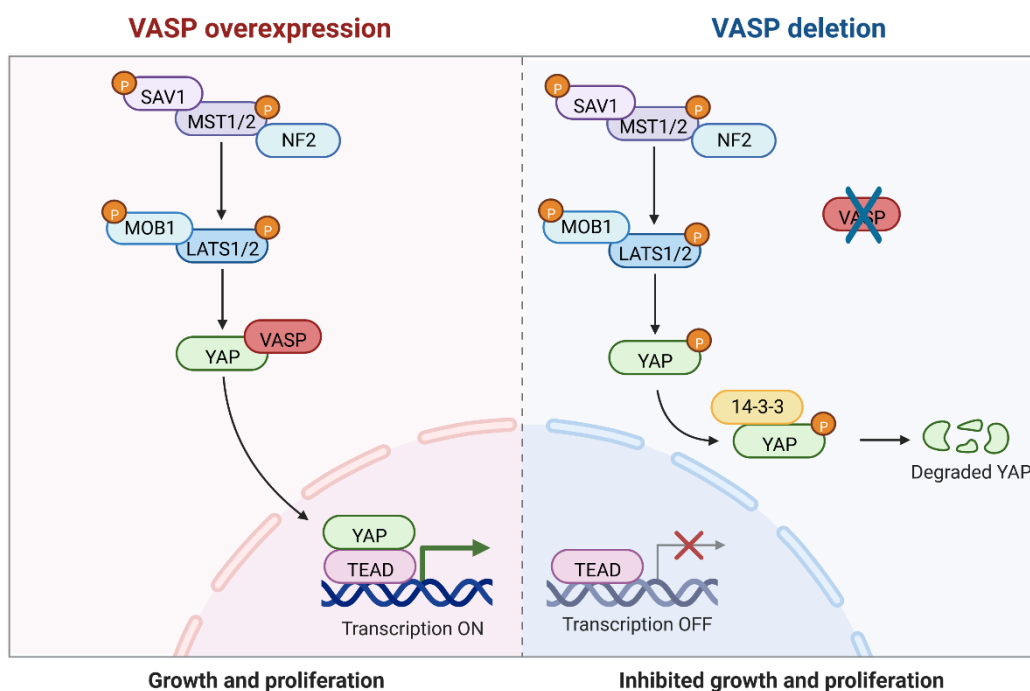 VASP overexpression
VASP deletion
P
SAV1
P
MST1/2
NF2
P
MOB1
P
LATS1/2
YAP
VASP
YAP
TEAD
Transcription ON
Growth and proliferation
P
SAV1
P
MST1/2
NF2
VASP
P
MOB1
P
LATS1/2
P
YAP
14-3-3
P
YAP
Degraded YAP
TEAD
Transcription OFF
Inhibited growth and proliferation